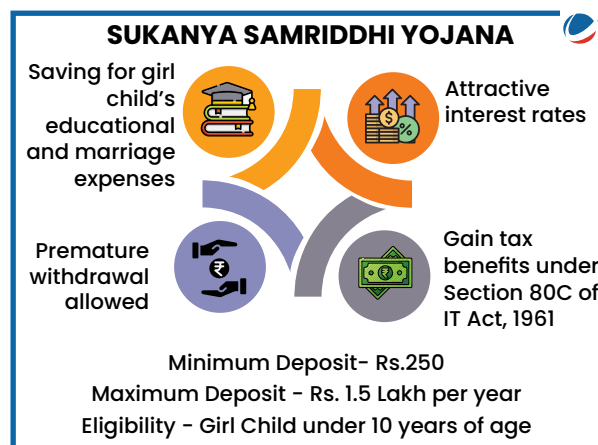 SUKANYA SAMRIDDHI YOJANA
Saving for girl
child's
educational
and marriage
expenses
Attractive
interest rates
Premature
withdrawal
allowed
Gain tax
benefits under
Section 80C of
IT Act, 1961
Minimum Deposit- Rs.250
Maximum Deposit - Rs. 1.5 Lakh per year
Eligibility - Girl Child under 10 years of age